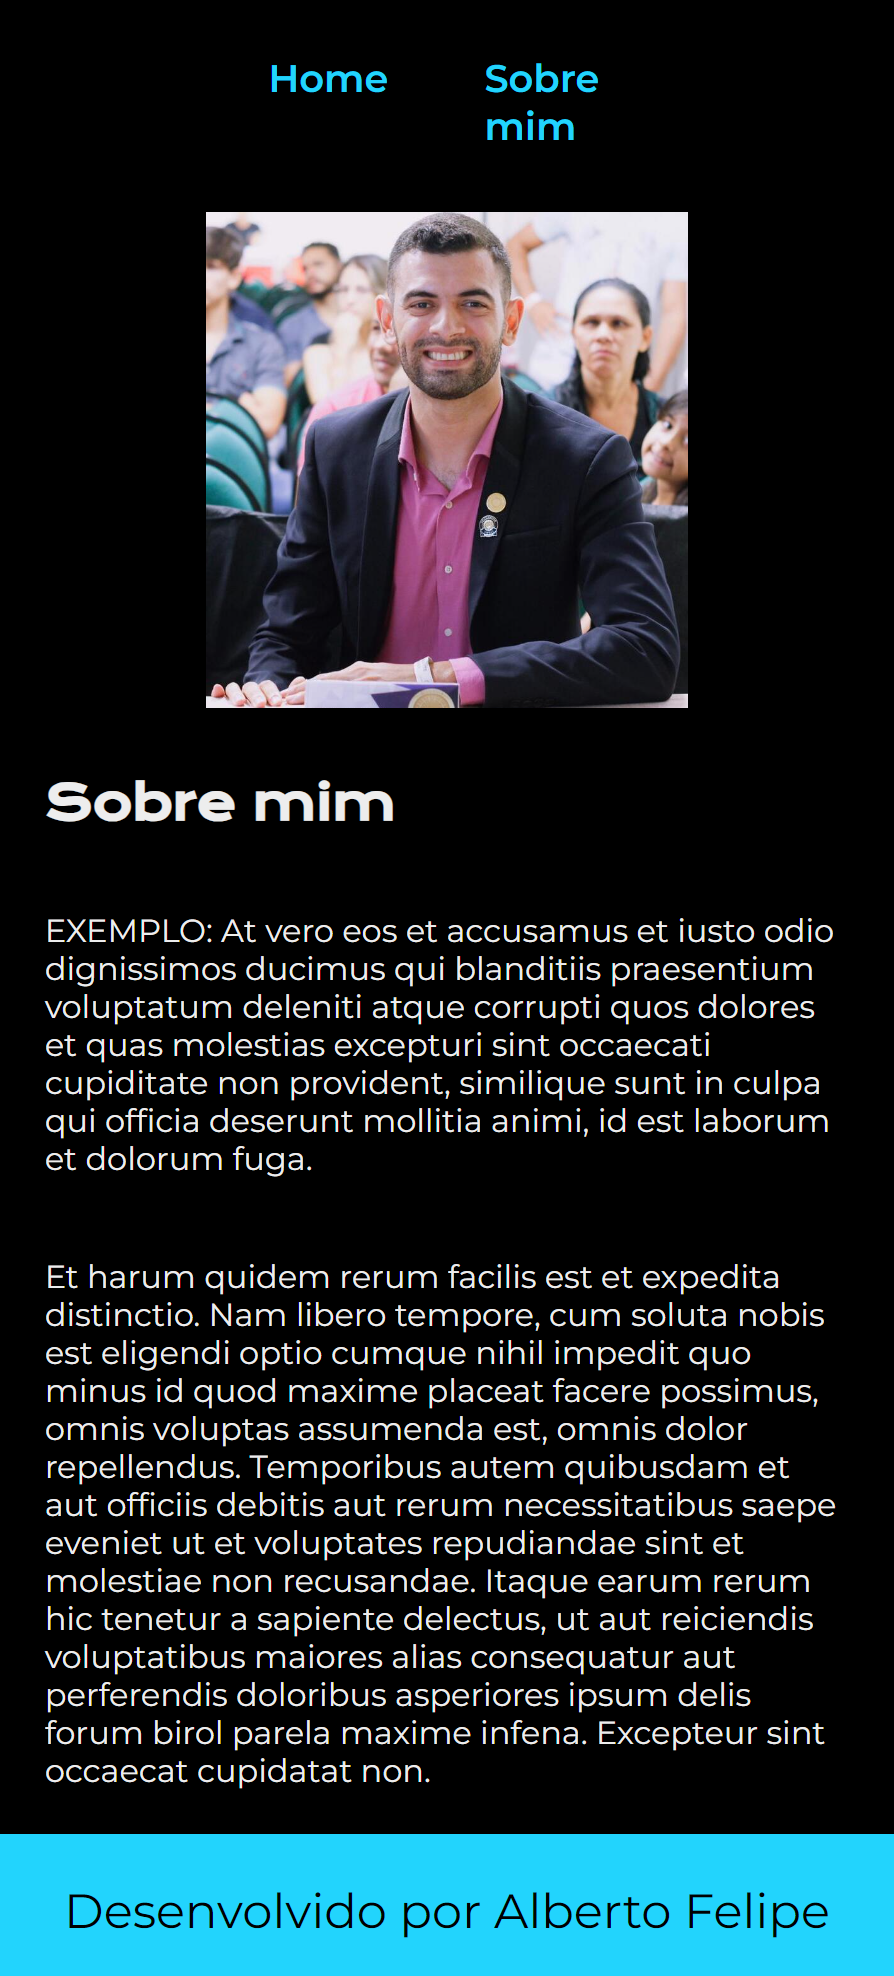 Home
Sobre
mim
Sobre mim
EXEMPLO: At vero eos et accusamus et iusto odio
dignissimos ducimus qui blanditiis praesentium
voluptatum deleniti atque corrupti quos dolores
et quas molestias excepturi sint occaecati
cupiditate non provident, similique sunt in culpa
qui officia deserunt mollitia animi, id est laborum
et dolorum fuga.
Et harum quidem rerum facilis est et expedita
distinctio. Nam libero tempore, cum soluta nobis
est eligendi optio cumque nihil impedit quo
minus id quod maxime placeat facere possimus,
omnis voluptas assumenda est, omnis dolor
repellendus. Temporibus autem quibusdam et
aut officiis debitis aut rerum necessitatibus saepe
eveniet ut et voluptates repudiandae sint et
molestiae non recusandae. Itaque earum rerum
hic tenetur a sapiente delectus, ut aut reiciendis
voluptatibus maiores alias consequatur aut
perferendis doloribus asperiores ipsum delis
forum birol parela maxime infena. Excepteur sint
occaecat cupidatat non.
Desenvolvido por Alberto Felipe